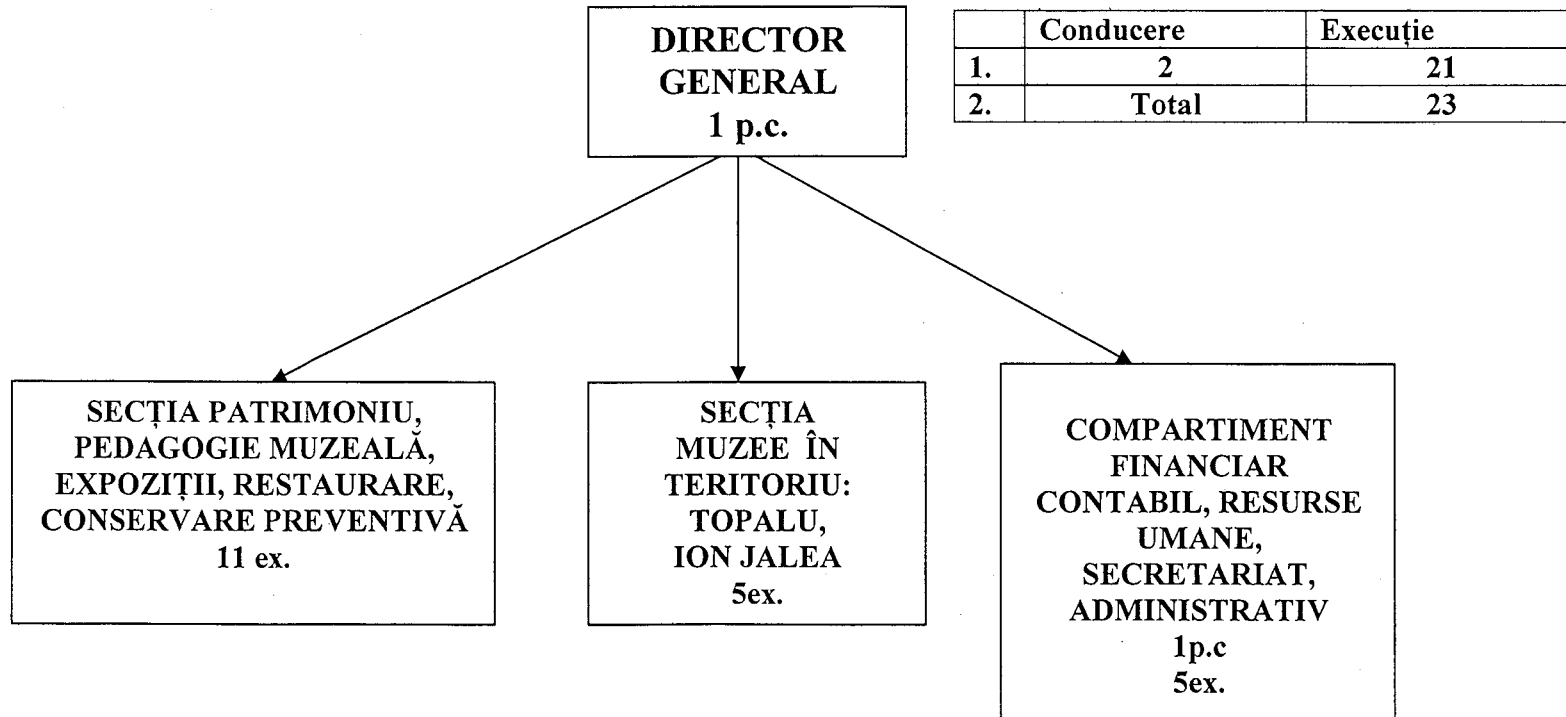 DIRECTOR
GENERAL
1 p.c.
Conducere Execuție
1. 2 21
2. Total 23
SECȚIA PATRIMONIU,
PEDAGOGIE MUZEALĂ,
EXPOZIȚII, RESTAURARE,
CONSERVARE PREVENTIVĂ
11 ex.
SECȚIA
MUZEE ÎN
TERITORIU:
TOPALU,
ION JALEA
5ex.
COMPARTIMENT
FINANCIAR
CONTABIL, RESURSE
UMANE,
SECRETARIAT,
ADMINISTRATIV
1p.c
5ex.